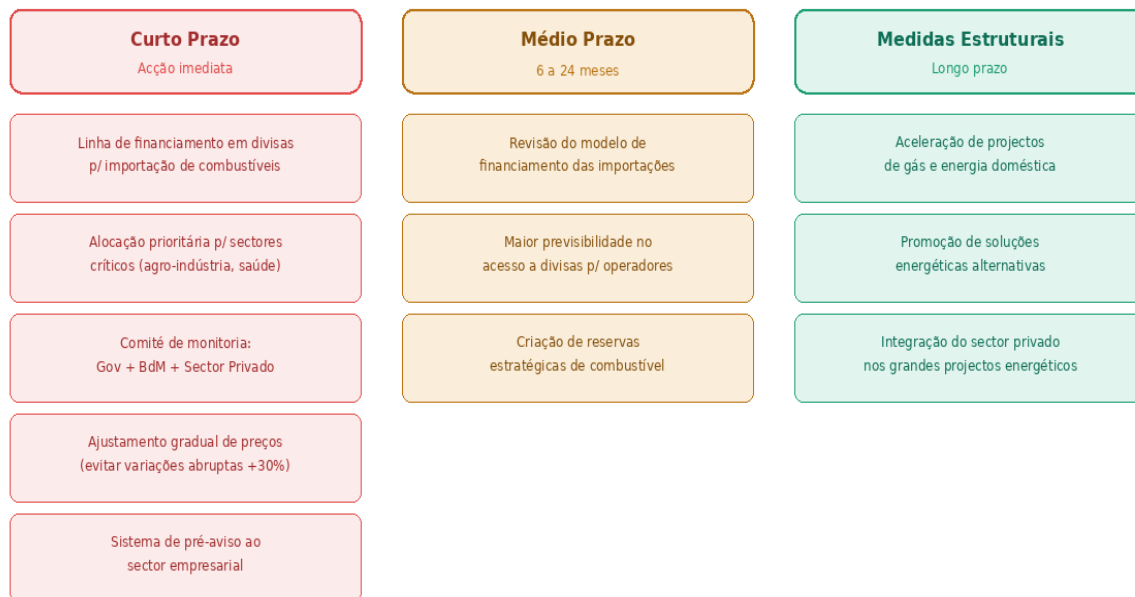 Curto Prazo
Acção imediata
Linha de financiamento em divisas
p/ importação de combustíveis
Alocação prioritária p/ sectores
críticos (agro-indústria, saúde)
Comité de monitoria:
Gov + BdM + Sector Privado
Ajustamento gradual de preços
(evitar variações abruptas +30%)
Sistema de pré-aviso ao
sector empresarial
Médio Prazo
6 a 24 meses
Revisão do modelo de
financiamento das importações
Maior previsibilidade no
acesso a divisas p/ operadores
Criação de reservas
estratégicas de combustível
Medidas Estruturais
Longo prazo
Aceleração de projectos
de gás e energia doméstica
Promoção de soluções
energéticas alternativas
Integração do sector privado
nos grandes projectos energéticos